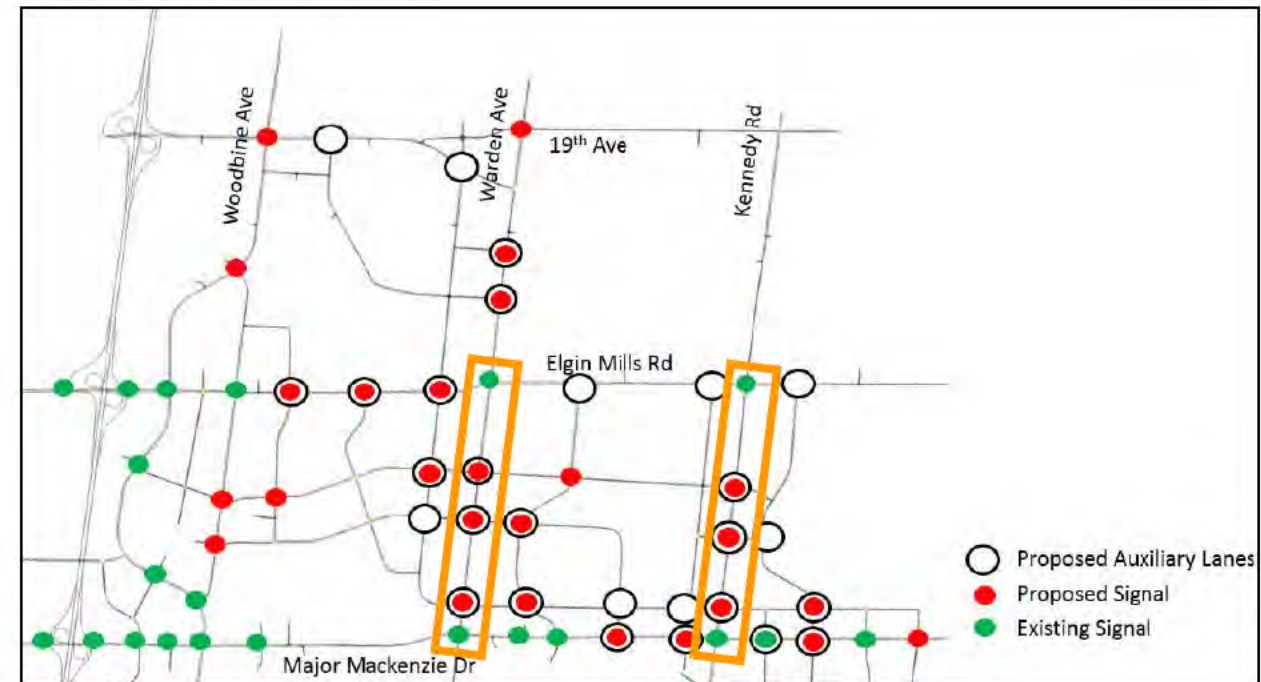 Woodbine Ave
Warden Ave
19th Ave
Kennedy Rd
Elgin Mills Rd
Major Mackenzie Dr
Proposed Auxiliary Lanes
Proposed Signal
Existing Signal